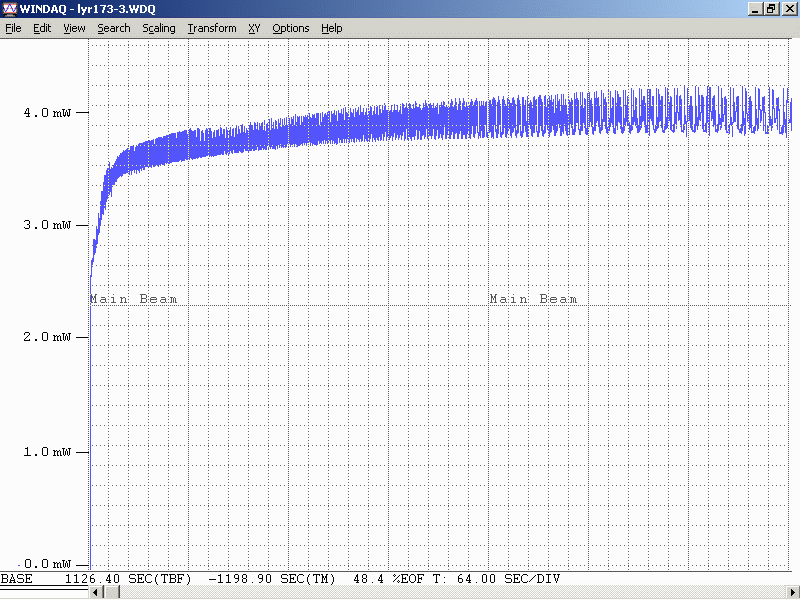 WINDAQ - lyr173-3.WDQ
File Edit View Search Scaling Transform XY Options Help
4.0 mW
3.0 mW
Main Beam Main Beam
2.0 mW
1.0 mW
-0.0 mW
BASE 1126.40 SEC(TBF) -1198.90 SEC(TM) 48.4 %EOF T: 64.00 SEC/DIV